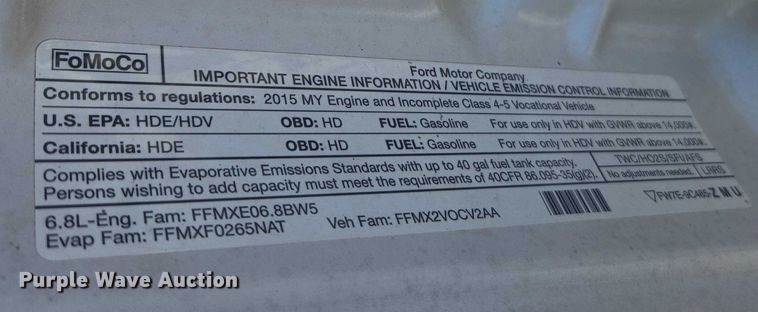 FoMoCo
Ford Motor Company
IMPORTANT ENGINE INFORMATION / VEHICLE EMISSION CONTROL INFORMATION
Conforms to regulations: 2015 MY Engine and Incomplete Class 4-5 Vocational Vehicle
U.S. EPA: HDE/HDV OBD: HD FUEL: Gasoline For use only in HDV with GVWR above 14,000#.
California: HDE OBD: HD FUEL: Gasoline For use only in HDV with GVWR above 14,000#.
Complies with Evaporative Emissions Standards with up to 40 gal fuel tank capacity.
Persons wishing to add capacity must meet the requirements of 40CFR 86.095-35(g)(2).
TWC/HO2S/SFI/AFS
No adjustments needed.
6.8L-Eng. Fam: FFMXE06.8BW5 Veh Fam: FFMX2VOCV2AA
Evap Fam: FFMXF0265NAT
FW7E-9C485-ZMU
Purple Wave Auction